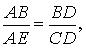 AB/AE = BD/CD,